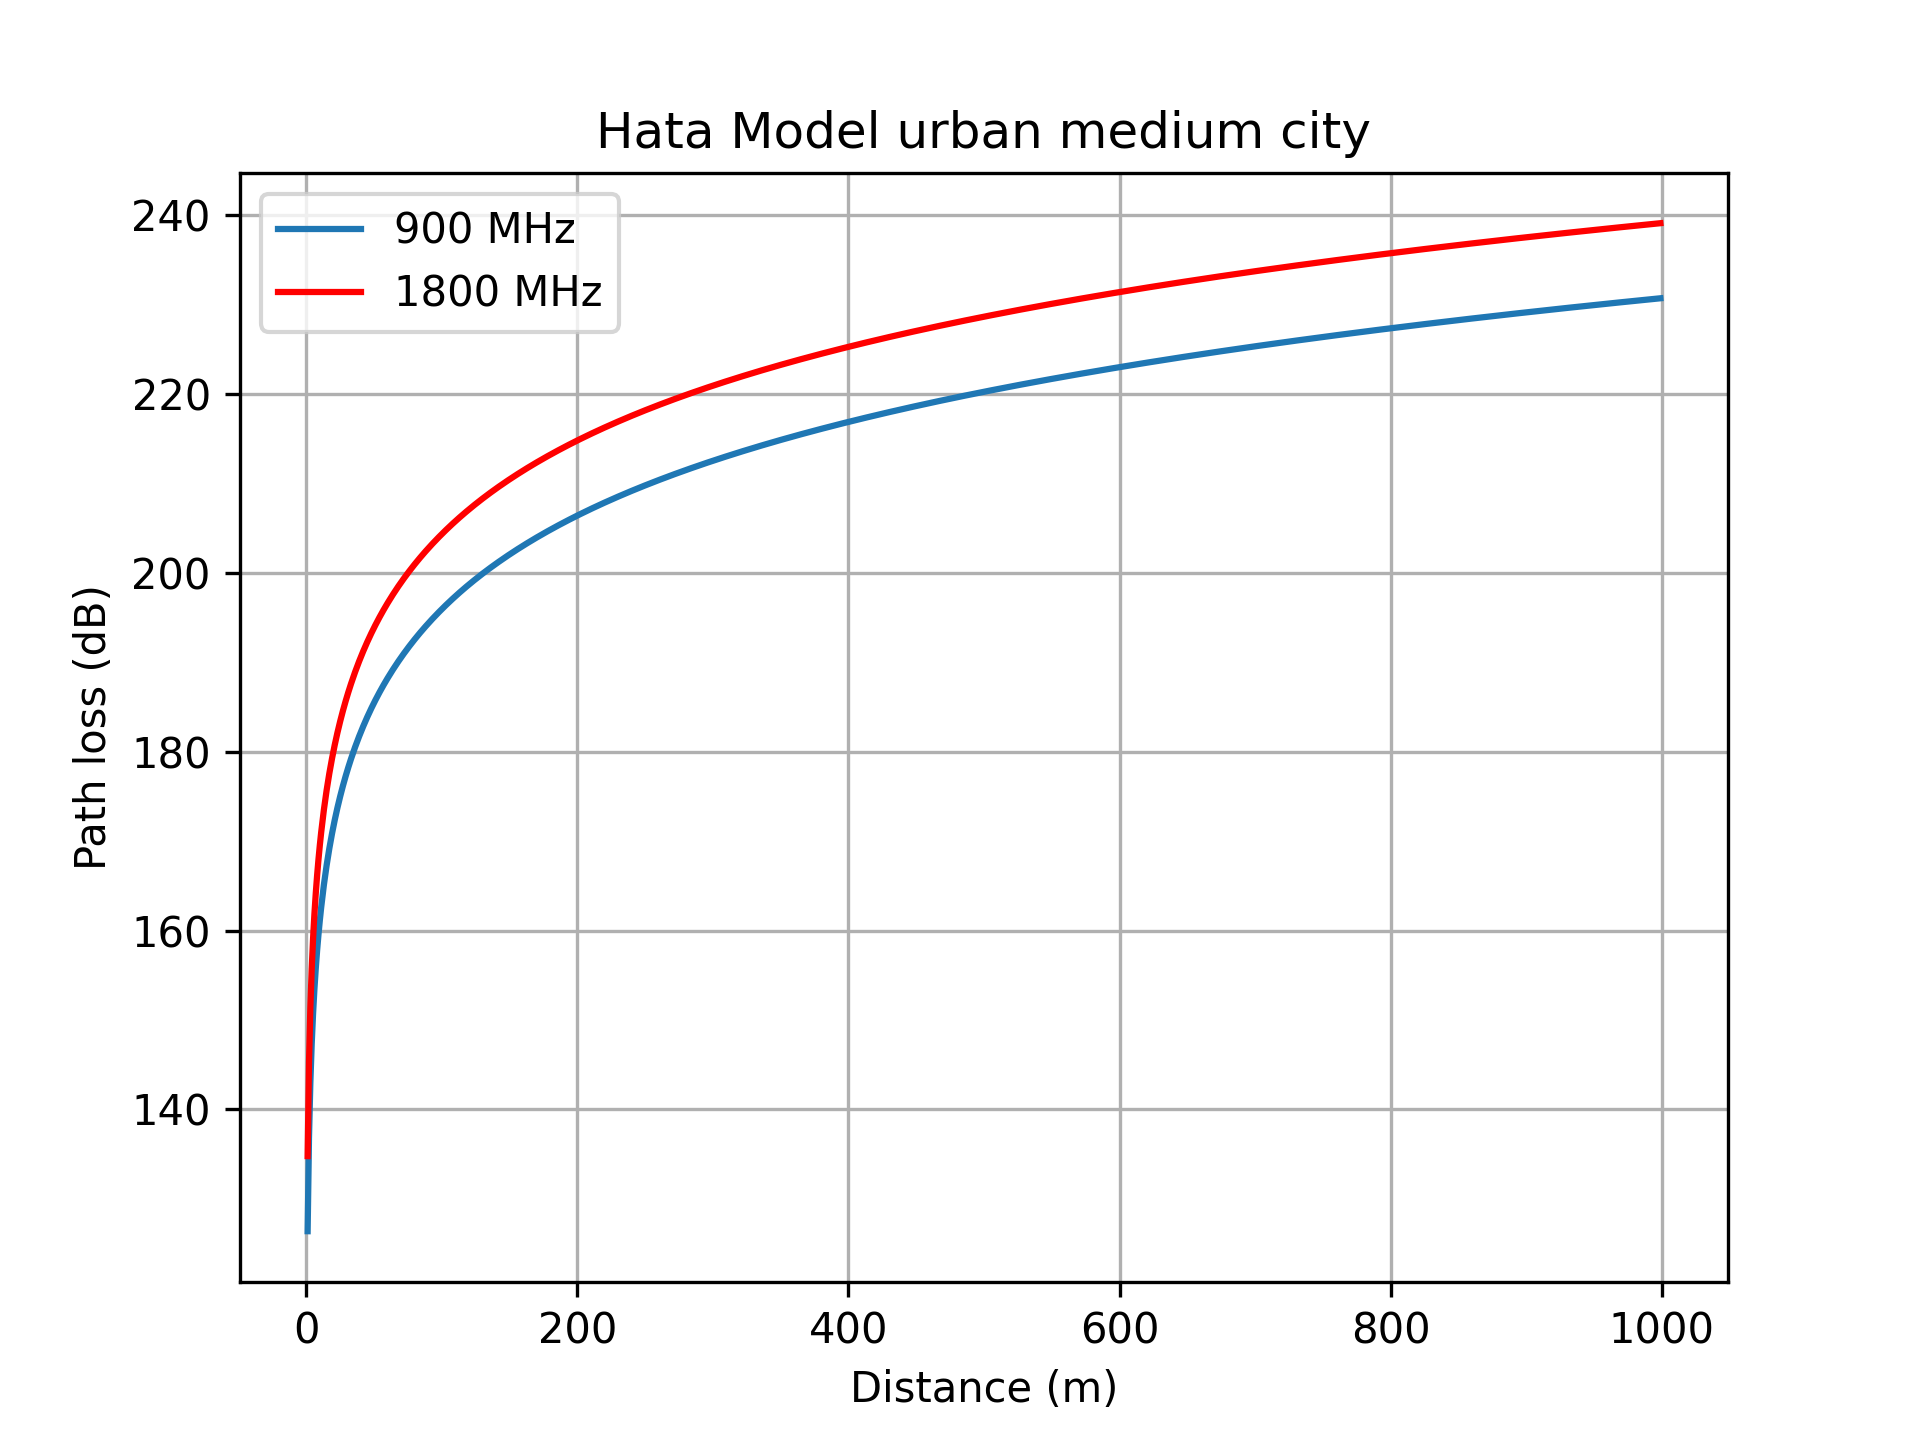 Hata Model urban medium city
900 MHz
1800 MHz
240
220
200
180
160
140
Path loss (dB)
0 200 400 600 800 1000
Distance (m)